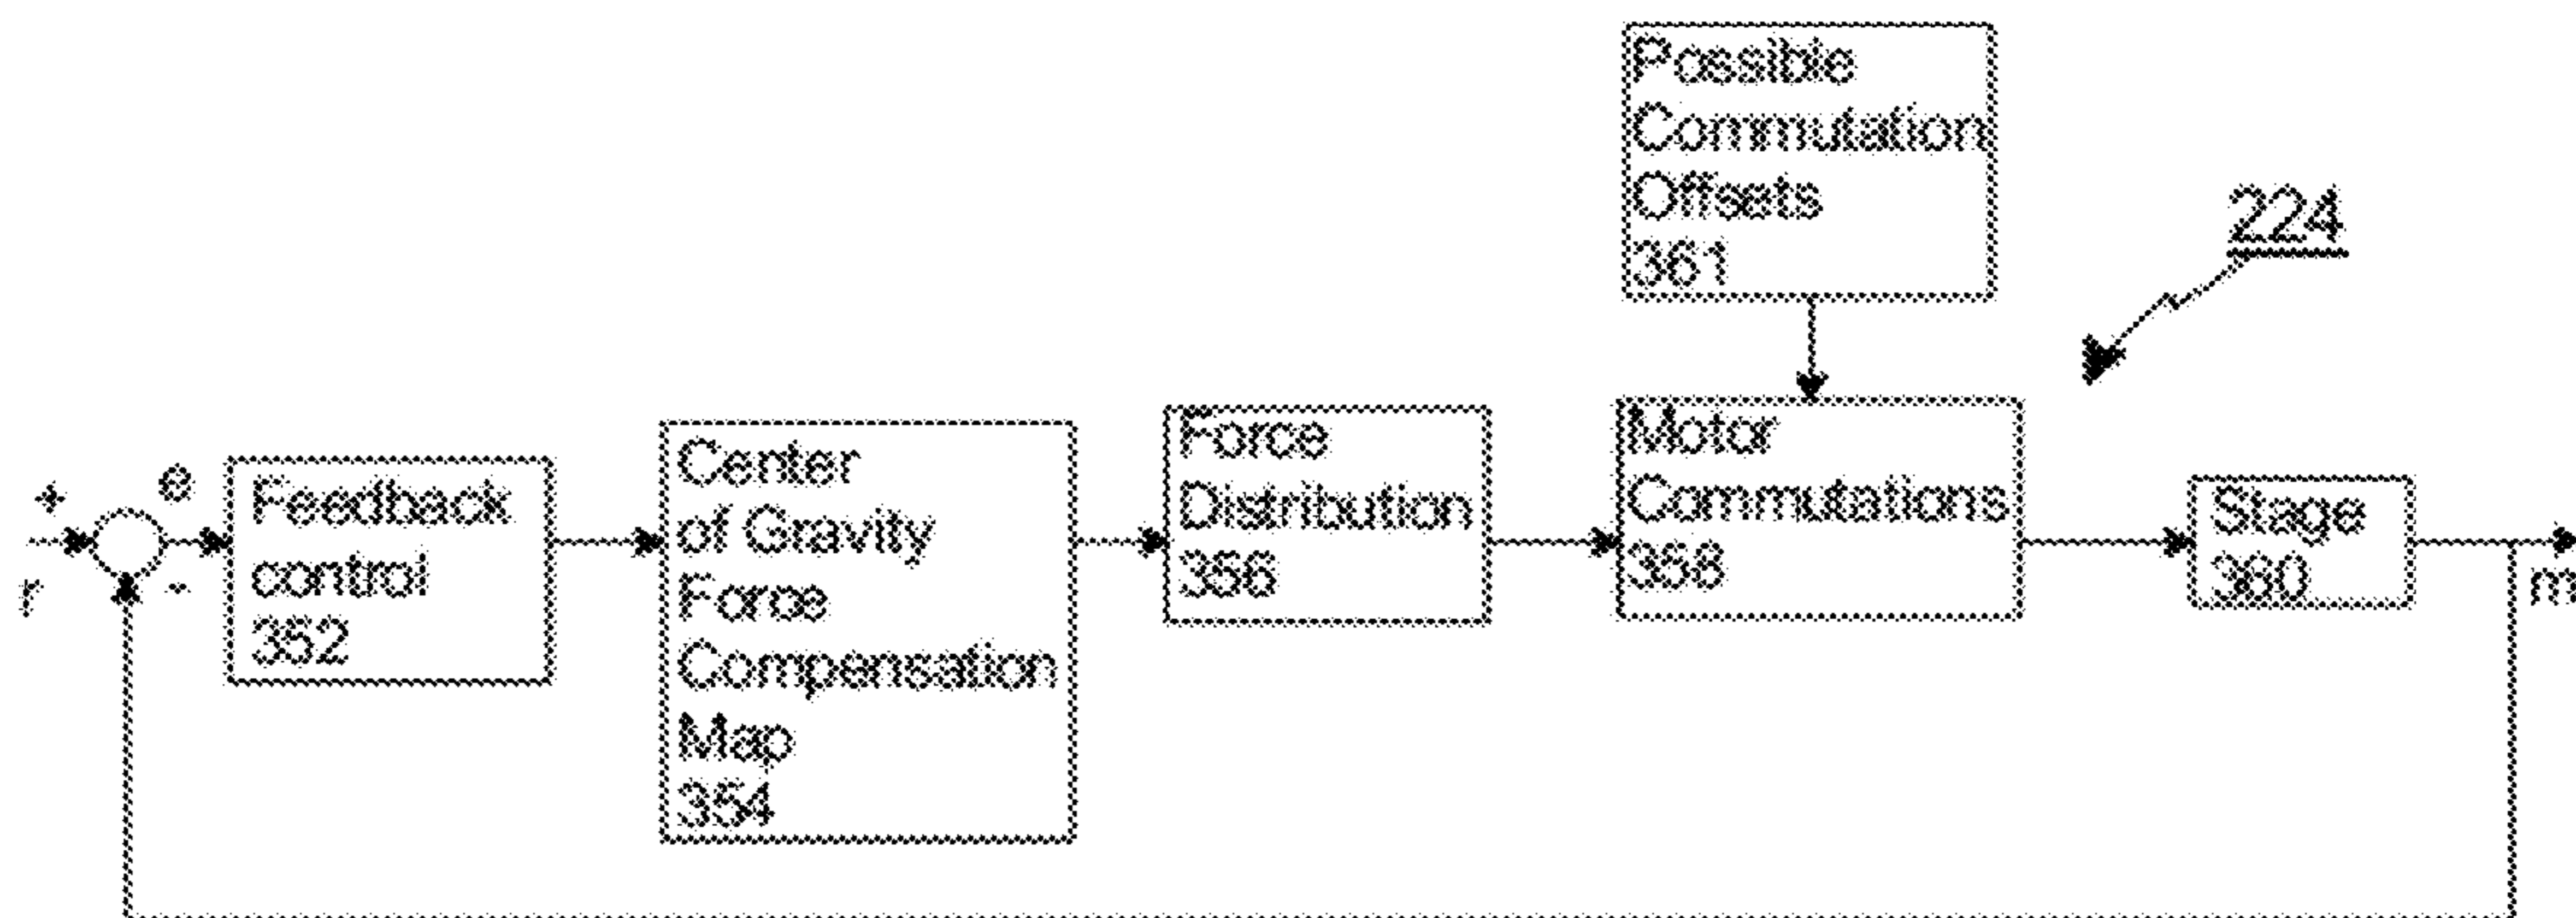 Possible
Commutation
Offsets
361
224
+
e
r
-
Feedback
control
352
Center
of Gravity
Force
Compensation
Map
354
Force
Distribution
356
Motor
Commutations
358
Stage
360
m